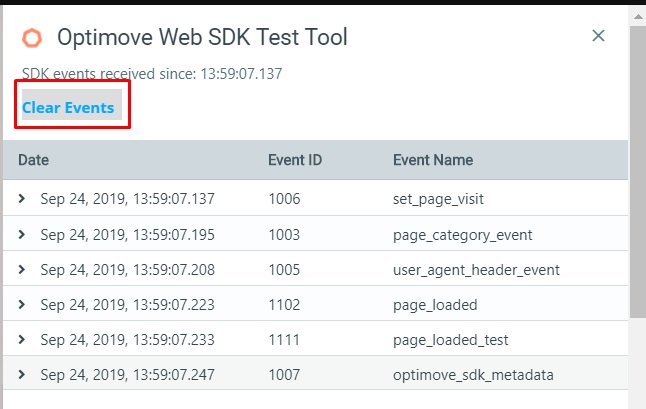 Optimove Web SDK Test Tool
SDK events received since: 13:59:07.137
Clear Events
Date Event ID Event Name
Sep 24, 2019, 13:59:07.137 1006 set_page_visit
Sep 24, 2019, 13:59:07.195 1003 page_category_event
Sep 24, 2019, 13:59:07.208 1005 user_agent_header_event
Sep 24, 2019, 13:59:07.223 1102 page_loaded
Sep 24, 2019, 13:59:07.233 1111 page_loaded_test
Sep 24, 2019, 13:59:07.247 1007 optimove_sdk_metadata